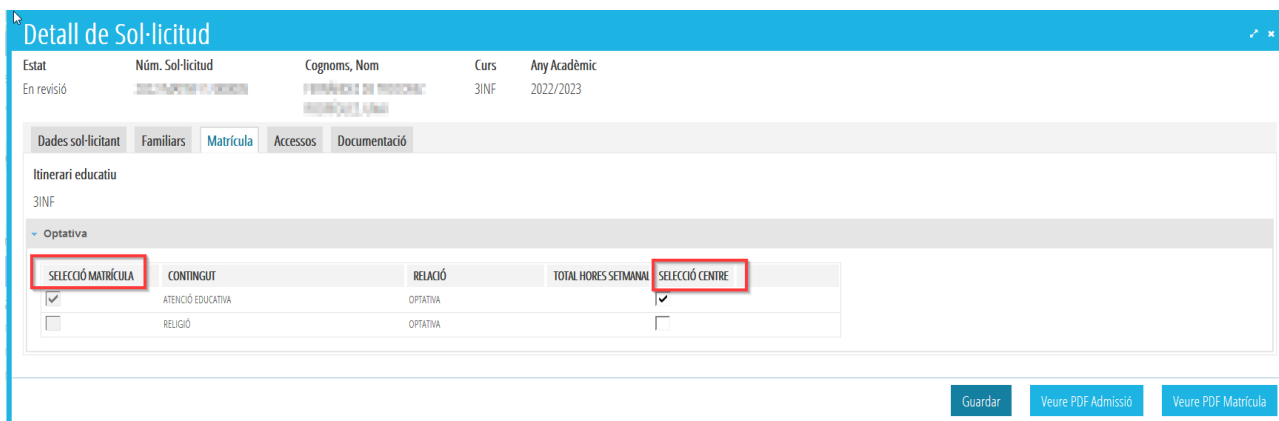 Detall de Sol·licitud
Estat Núm. Sol·licitud Cognoms, Nom Curs Any Acadèmic
En revisió 3INF 2022/2023
Dades sol·licitant Familiars Matrícula Accessos Documentació
Itinerari educatiu
3INF
Optativa
SELECCIÓ MATRÍCULA CONTINGUT RELACIÓ TOTAL HORES SETMANAL SELECCIÓ CENTRE
ATENCIÓ EDUCATIVA OPTATIVA
RELIGIÓ OPTATIVA
Guardar Veure PDF Admissió Veure PDF Matrícula